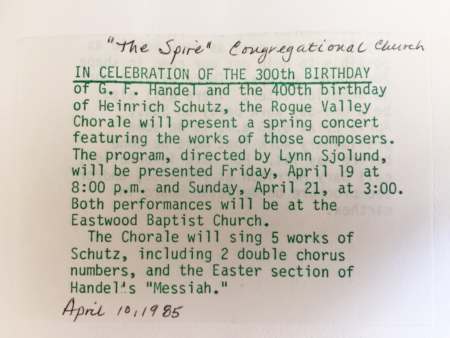 "The Spire" Congregational Church
IN CELEBRATION OF THE 300th BIRTHDAY
of G. F. Handel and the 400th birthday
of Heinrich Schutz, the Rogue Valley
Chorale will present a spring concert
featuring the works of those composers.
The program, directed by Lynn Sjolund,
will be presented Friday, April 19 at
8:00 p.m. and Sunday, April 21, at 3:00.
Both performances will be at the
Eastwood Baptist Church.
The Chorale will sing 5 works of
Schutz, including 2 double chorus
numbers, and the Easter section of
Handel's "Messiah."
April 10, 1985